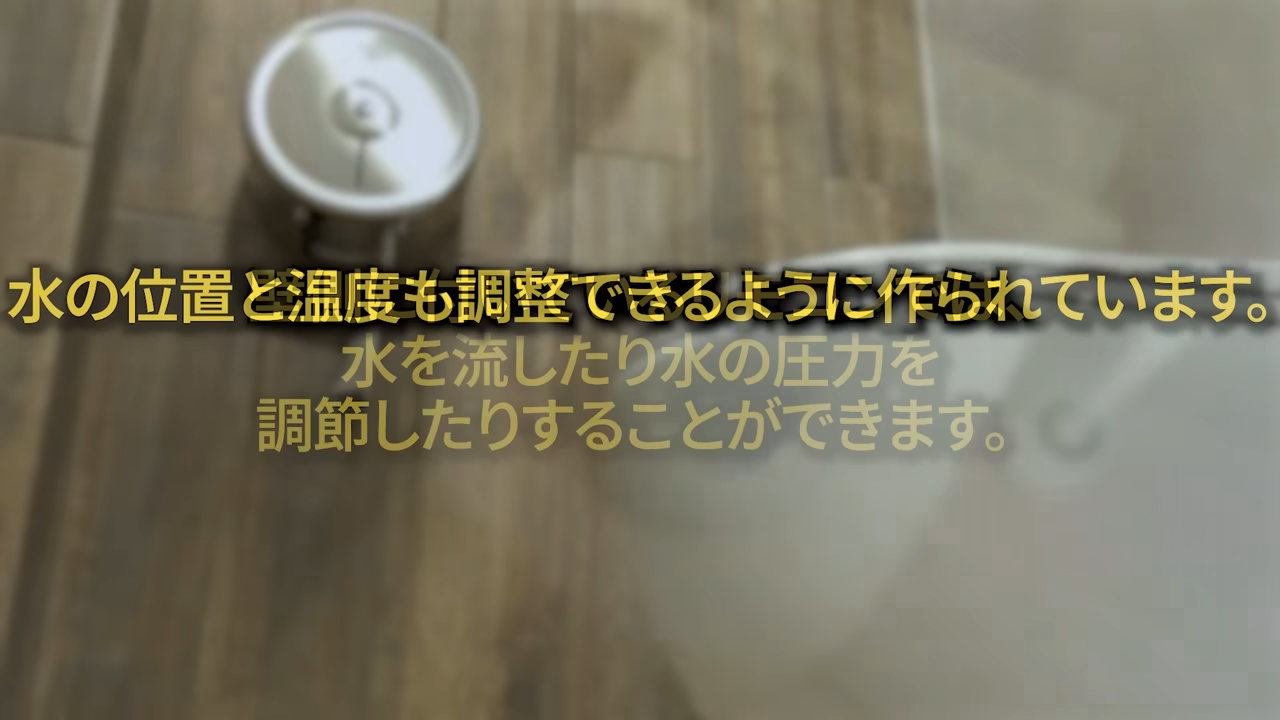 水の位置と温度も調整できるように作られています。
水を流したり水の圧力を
調節したりすることができます。